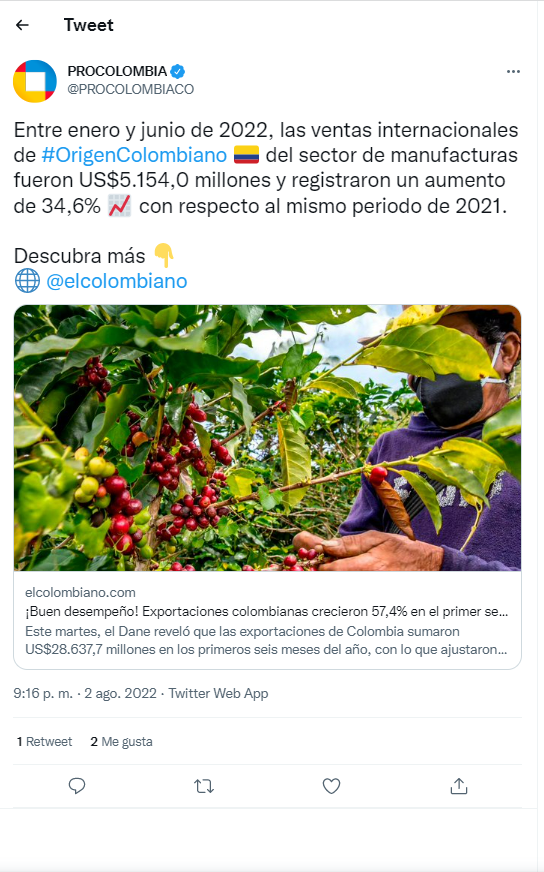 Tweet
PROCOLOMBIA
@PROCOLOMBIACO
Entre enero y junio de 2022, las ventas internacionales
de #OrigenColombiano 🇨🇴 del sector de manufacturas
fueron US$5.154,0 millones y registraron un aumento
de 34,6% 📈 con respecto al mismo periodo de 2021.
Descubra más 👇
🌐 @elcolombiano
elcolombiano.com
¡Buen desempeño! Exportaciones colombianas crecieron 57,4% en el primer se...
Este martes, el Dane reveló que las exportaciones de Colombia sumaron
US$28.637,7 millones en los primeros seis meses del año, con lo que ajustaron...
9:16 p. m. · 2 ago. 2022 · Twitter Web App
1 Retweet 2 Me gusta